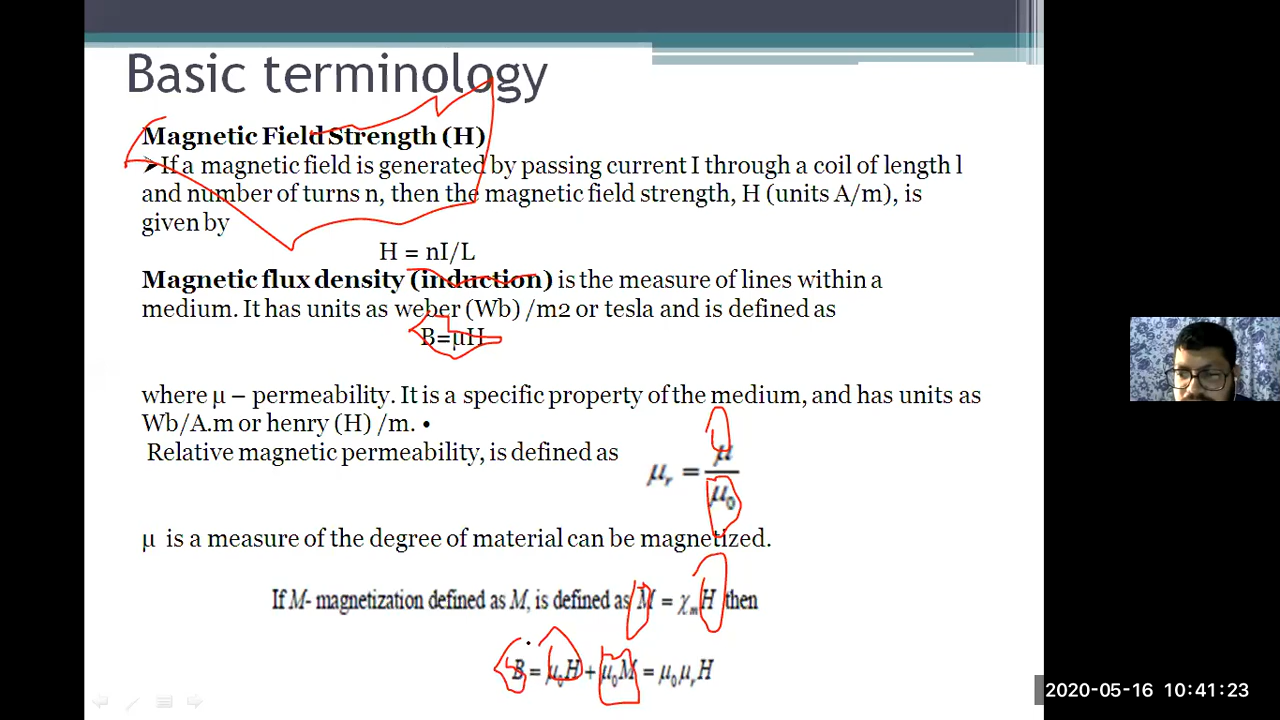 Basic terminology
Magnetic Field Strength (H)
➤If a magnetic field is generated by passing current I through a coil of length l
and number of turns n, then the magnetic field strength, H (units A/m), is
given by
H = nI/L
Magnetic flux density (induction) is the measure of lines within a
medium. It has units as weber (Wb) /m2 or tesla and is defined as
B=µH
where µ – permeability. It is a specific property of the medium, and has units as
Wb/A.m or henry (H) /m. •
Relative magnetic permeability, is defined as
μr = μ/μ0
µ is a measure of the degree of material can be magnetized.
If M- magnetization defined as M, is defined as M = χm H then
B = μ0H + μ0M = μ0μrH
2020-05-16 10:41:23